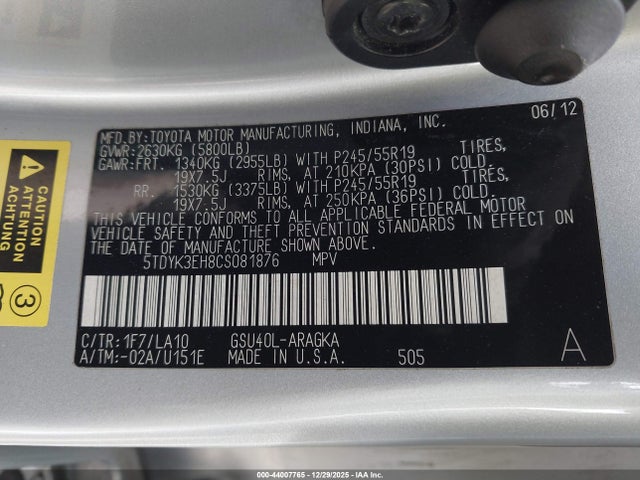 MFD.BY:TOYOTA MOTOR MANUFACTURING, INDIANA, INC. 06/12
GVWR:2630KG (5800LB)
GAWR:FRT. 1340KG (2955LB) WITH P245/55R19 TIRES,
19X7.5J RIMS, AT 210KPA (30PSI) COLD.
RR. 1530KG (3375LB) WITH P245/55R19 TIRES,
19X7.5J RIMS, AT 250KPA (36PSI) COLD.
THIS VEHICLE CONFORMS TO ALL APPLICABLE FEDERAL MOTOR
VEHICLE SAFETY AND THEFT PREVENTION STANDARDS IN EFFECT ON
THE DATE OF MANUFACTURE SHOWN ABOVE.
5TDYK3EH8CS081876 MPV
C/TR:1F7/LA10 GSU40L-ARAGKA
A/TM:-02A/U151E MADE IN U.S.A. 505 A
CAUTION
ATTENTION
ACHTUNG
3
000-44007765 - 12/29/2025 - IAA Inc.